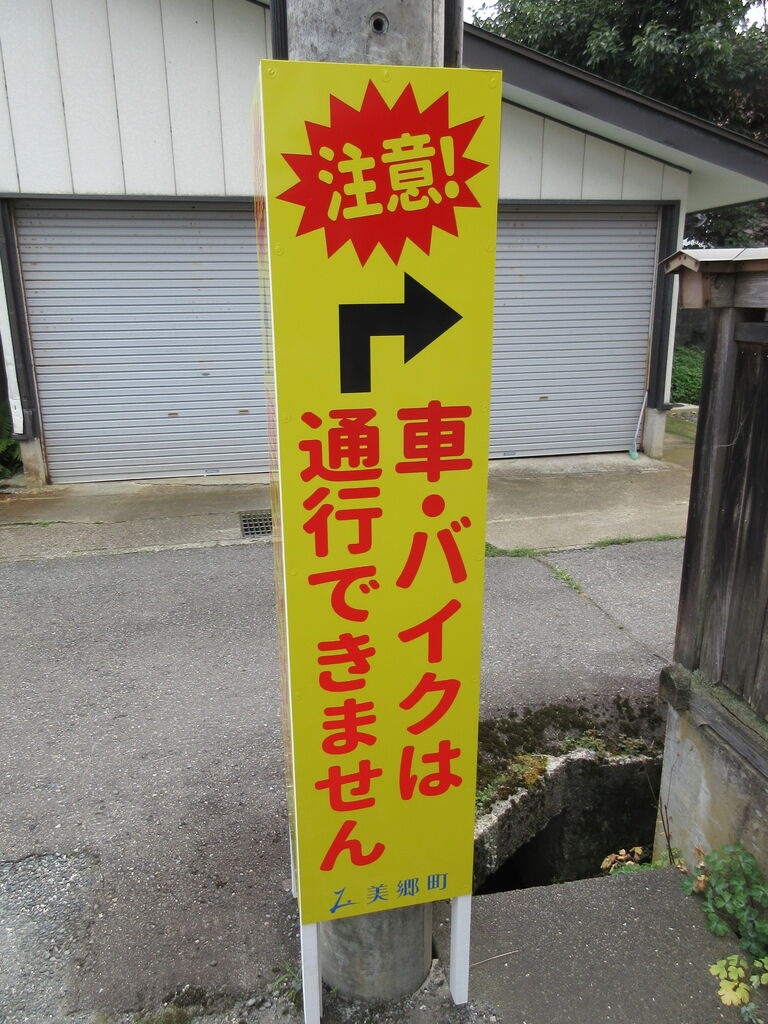 注意!
車・バイクは
通行できません
美郷町